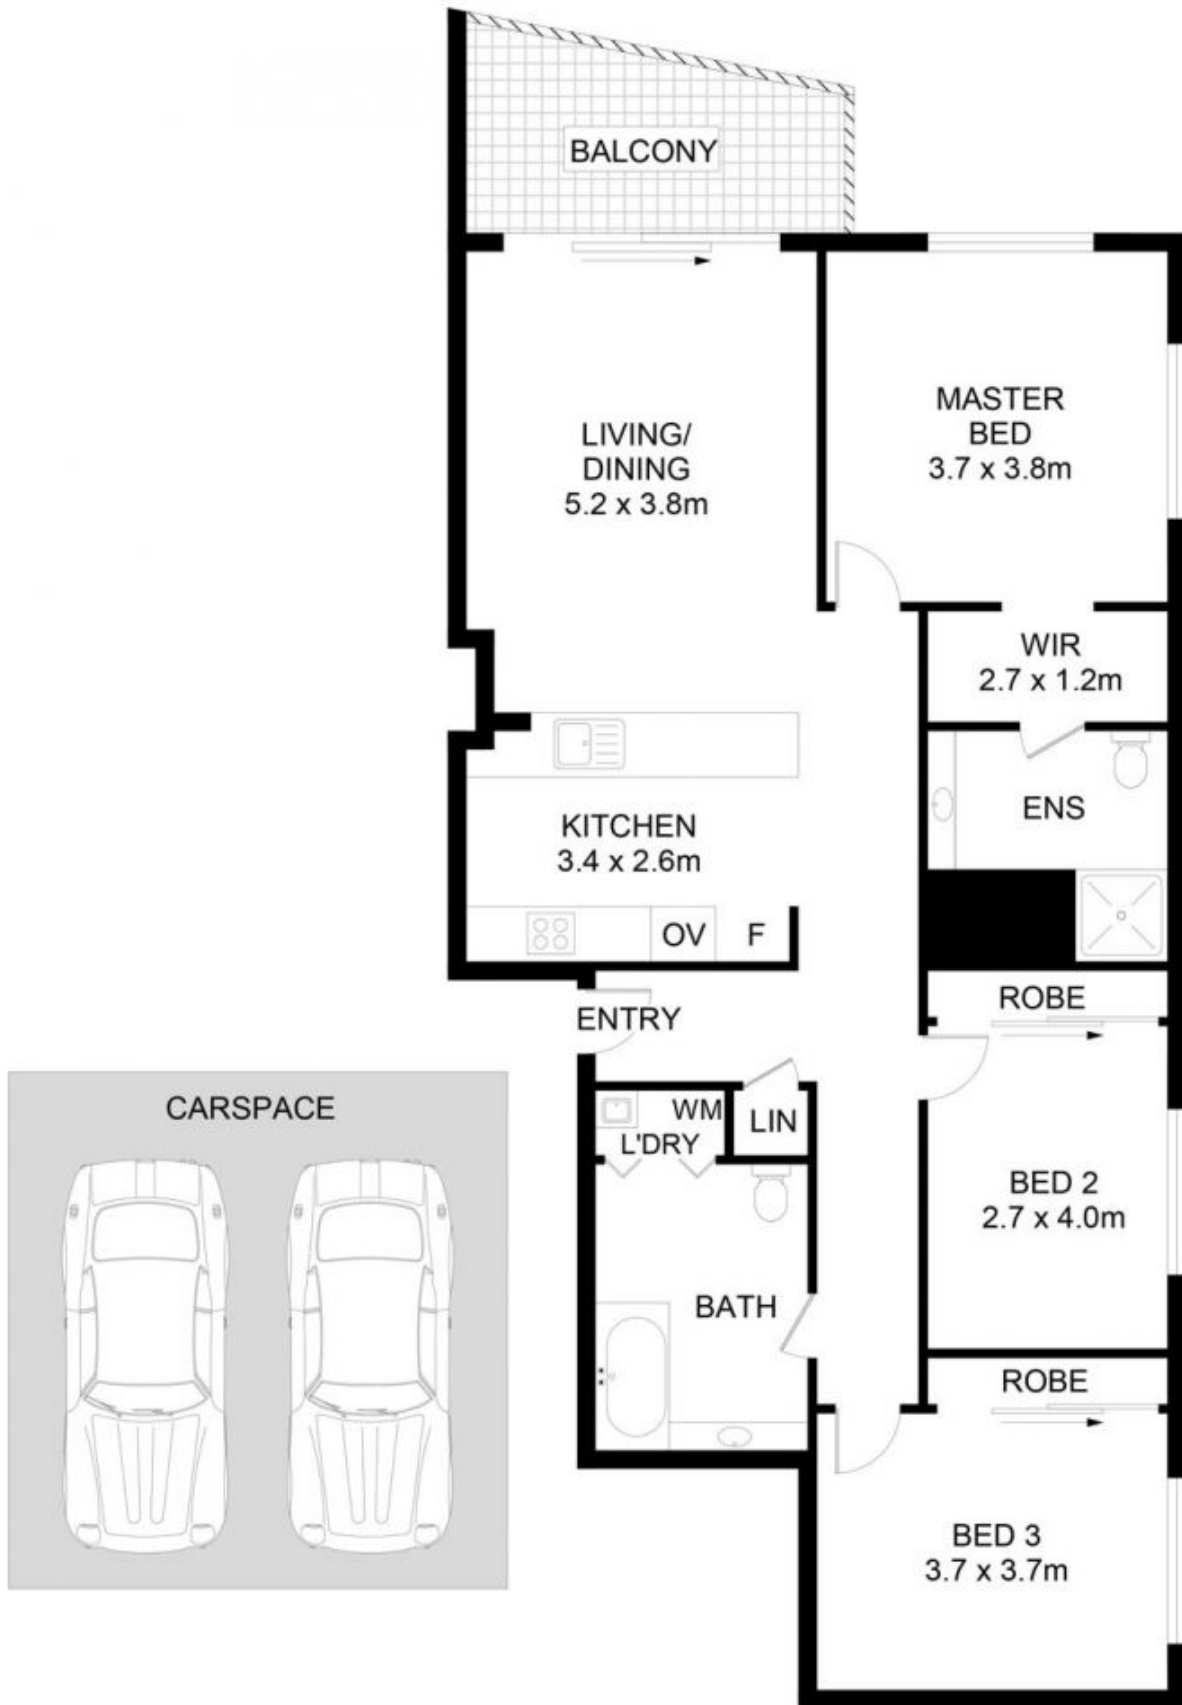 BALCONY
LIVING/
DINING
5.2 x 3.8m
MASTER
BED
3.7 x 3.8m
WIR
2.7 x 1.2m
ENS
KITCHEN
3.4 x 2.6m
OV
F
ROBE
ENTRY
CARSPACE
WM
L'DRY
LIN
BED 2
2.7 x 4.0m
BATH
ROBE
BED 3
3.7 x 3.7m